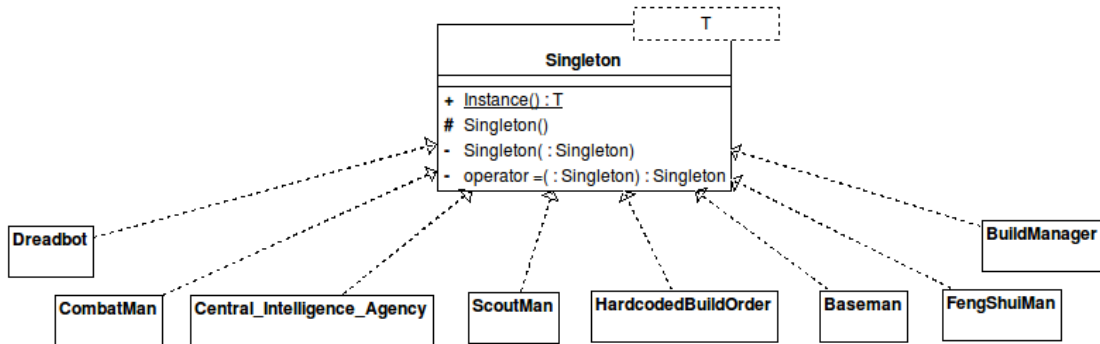 T
Singleton
+ Instance() : T
# Singleton()
- Singleton( : Singleton)
- operator =( : Singleton) : Singleton
Dreadbot
BuildManager
CombatMan
Central_Intelligence_Agency
ScoutMan
HardcodedBuildOrder
Baseman
FengShuiMan